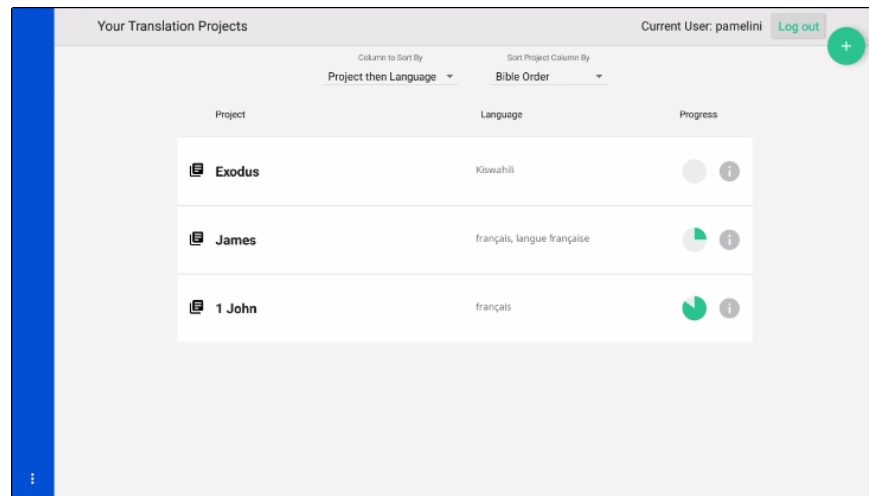 Your Translation Projects Current User: pamelini Log out
+
Column to Sort By Sort Project Column By
Project then Language Bible Order
Project Language Progress
Exodus Kiswahili
James français, langue française
1 John français